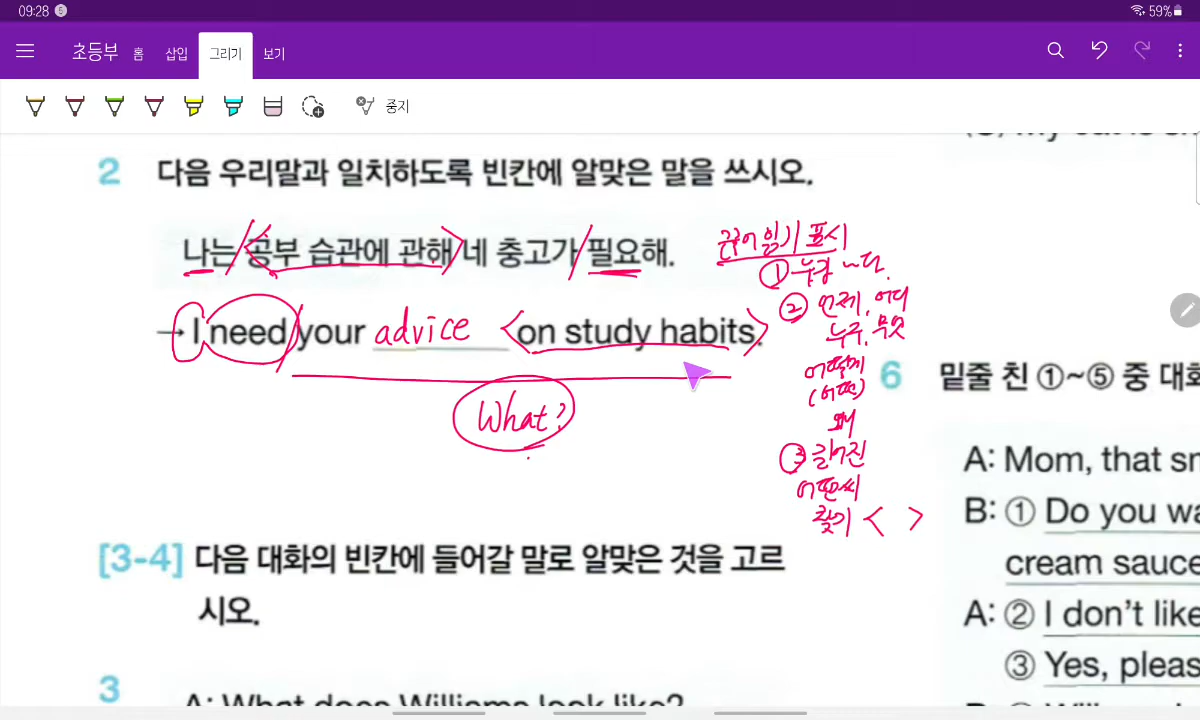 09:28 5 59%
초등부 홈 삽입 그리기 보기
중지
2 다음 우리말과 일치하도록 빈칸에 알맞은 말을 쓰시오.
나는/<공부 습관에 관해>네 충고가/필요해.
→ I need/your advice <on study habits.>
What?
끊어 읽기 표시
① 누가 ~다.
② 언제, 어디
누구, 무엇
어떻게
(어떤)
왜
③ 길어진
어떤씨
찾기 < >
[3-4] 다음 대화의 빈칸에 들어갈 말로 알맞은 것을 고르
시오.
3
A: What does Williams look like?
6 밑줄 친 ①~⑤ 중 대화
A: Mom, that sm
B: ① Do you wa
cream sauce
A: ② I don't like
③ Yes, pleas